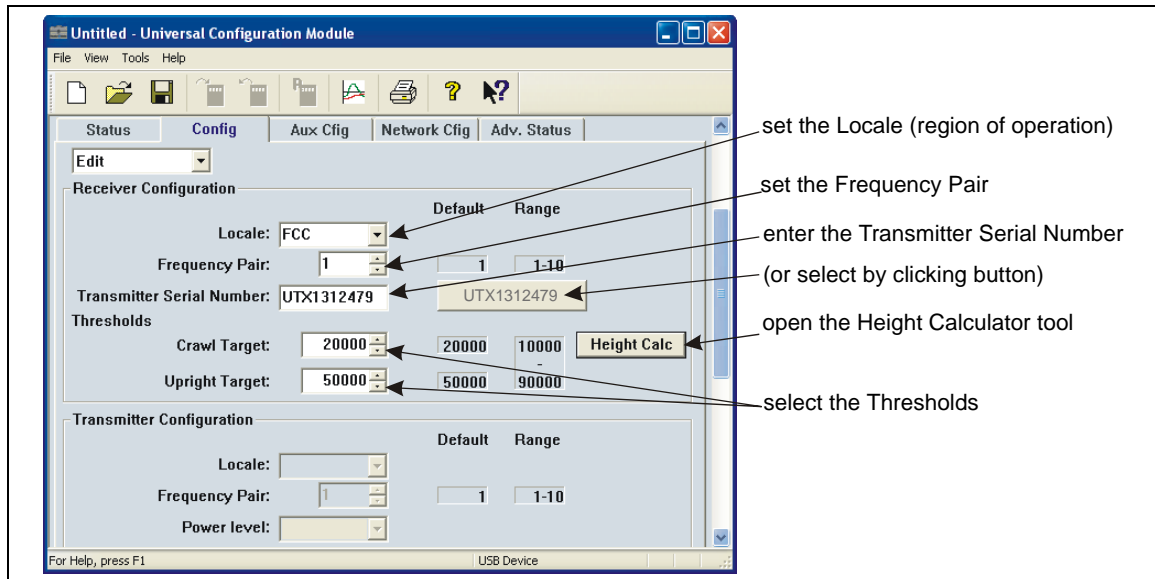 Untitled - Universal Configuration Module
File View Tools Help
Status Config Aux Cfig Network Cfig Adv. Status
Edit
Receiver Configuration
Default Range
Locale: FCC
Frequency Pair: 1 1 1-10
Transmitter Serial Number: UTX1312479 UTX1312479
Thresholds
Crawl Target: 20000 20000 10000 Height Calc
-
Upright Target: 50000 50000 90000
Transmitter Configuration
Default Range
Locale:
Frequency Pair: 1 1 1-10
Power level:
For Help, press F1 USB Device
set the Locale (region of operation)
set the Frequency Pair
enter the Transmitter Serial Number
(or select by clicking button)
open the Height Calculator tool
select the Thresholds